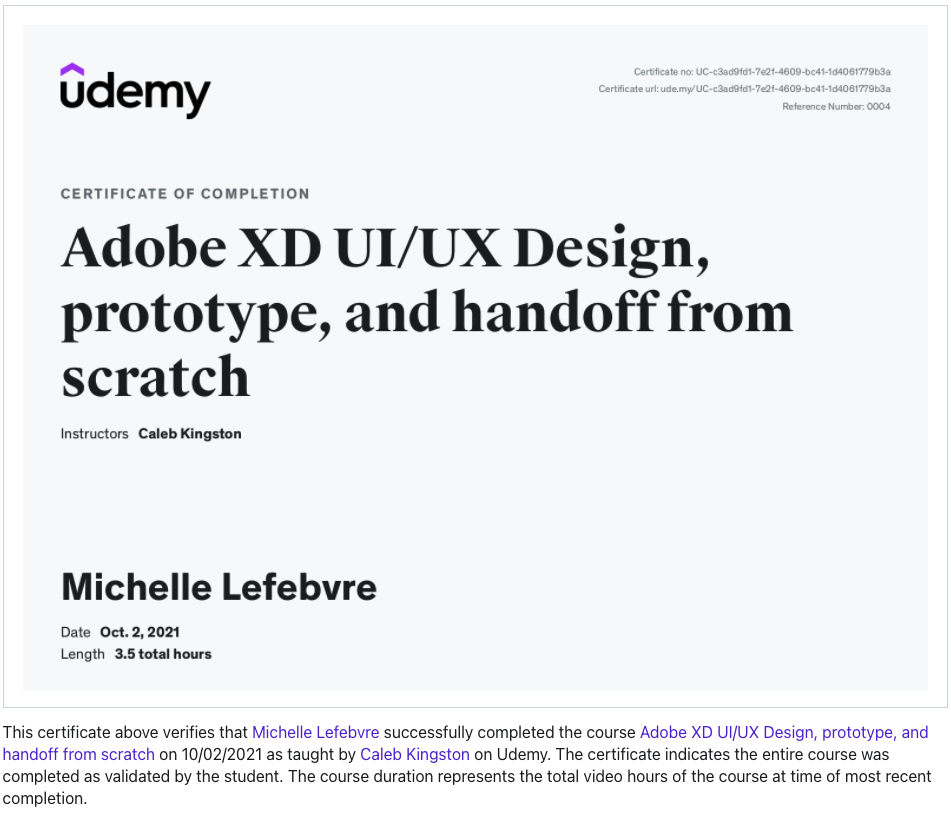 udemy
Certificate no: UC-c3ad9fd1-7e2f-4609-bc41-1d4061779b3a
Certificate url: ude.my/UC-c3ad9fd1-7e2f-4609-bc41-1d4061779b3a
Reference Number: 0004
CERTIFICATE OF COMPLETION
Adobe XD UI/UX Design,
prototype, and handoff from
scratch
Instructors Caleb Kingston
Michelle Lefebvre
Date Oct. 2, 2021
Length 3.5 total hours
This certificate above verifies that Michelle Lefebvre successfully completed the course Adobe XD UI/UX Design, prototype, and
handoff from scratch on 10/02/2021 as taught by Caleb Kingston on Udemy. The certificate indicates the entire course was
completed as validated by the student. The course duration represents the total video hours of the course at time of most recent
completion.